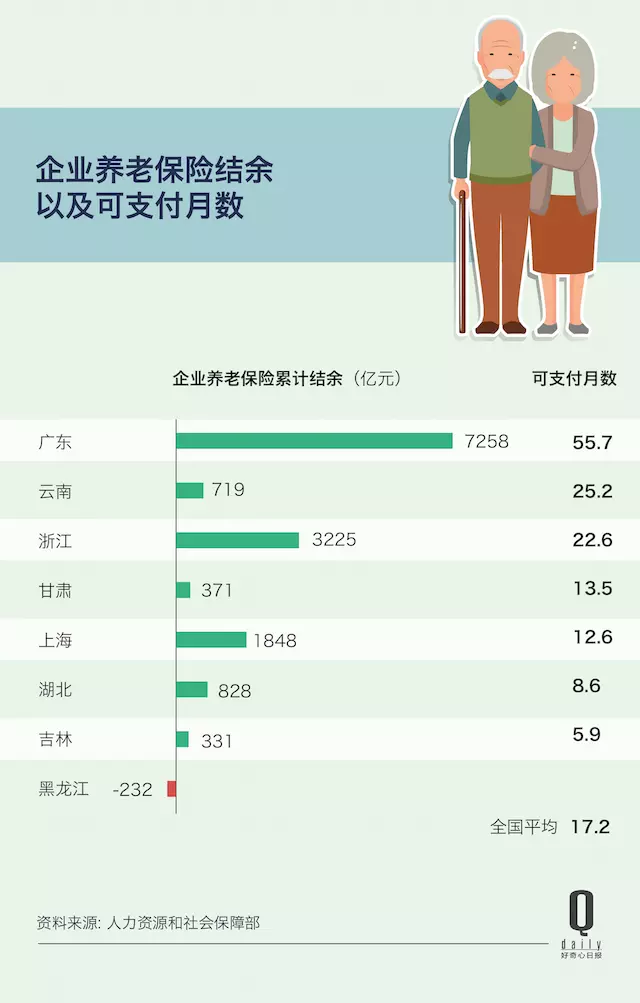 企业养老保险结余
以及可支付月数
企业养老保险累计结余（亿元） 可支付月数
广东 7258 55.7
云南 719 25.2
浙江 3225 22.6
甘肃 371 13.5
上海 1848 12.6
湖北 828 8.6
吉林 331 5.9
黑龙江 -232
全国平均 17.2
资料来源: 人力资源和社会保障部
Q
daily
好奇心日报